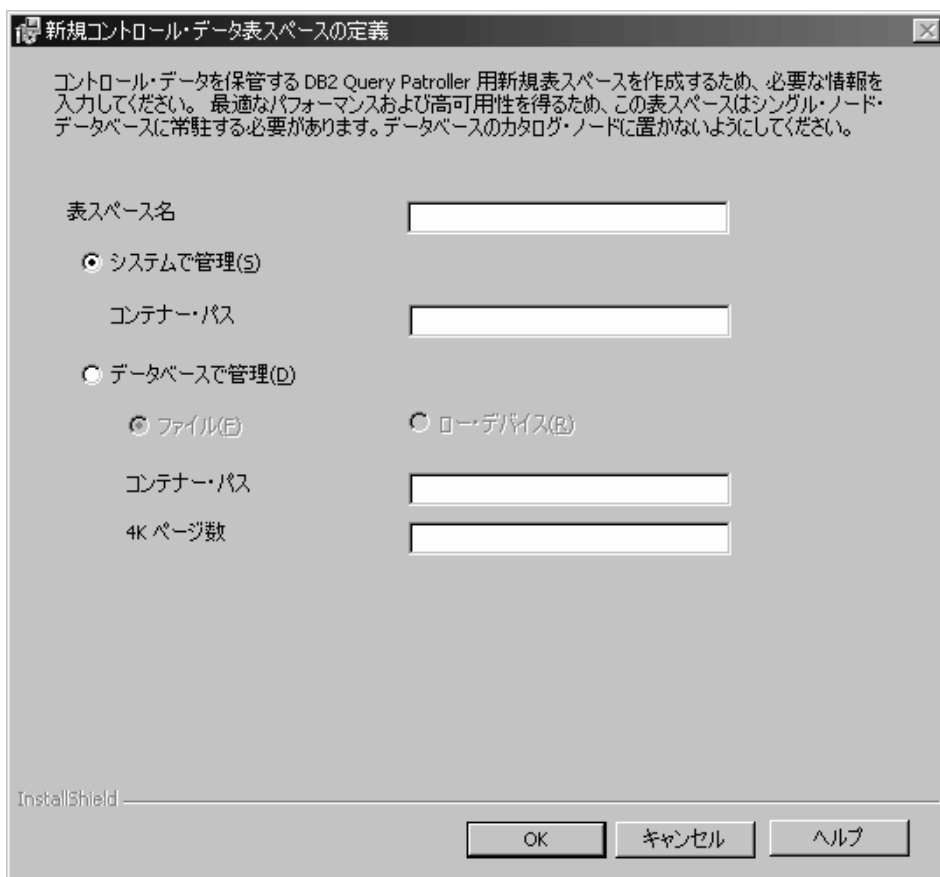 新規コントロール・データ表スペースの定義
コントロール・データを保管する DB2 Query Patroller 用新規表スペースを作成するため、必要な情報を
入力してください。 最適なパフォーマンスおよび高可用性を得るため、この表スペースはシングル・ノード・
データベースに常駐する必要があります。データベースのカタログ・ノードに置かないようにしてください。
表スペース名
システムで管理(S)
コンテナー・パス
データベースで管理(D)
ファイル(F) ロー・デバイス(R)
コンテナー・パス
4K ページ数
InstallShield
OK キャンセル ヘルプ